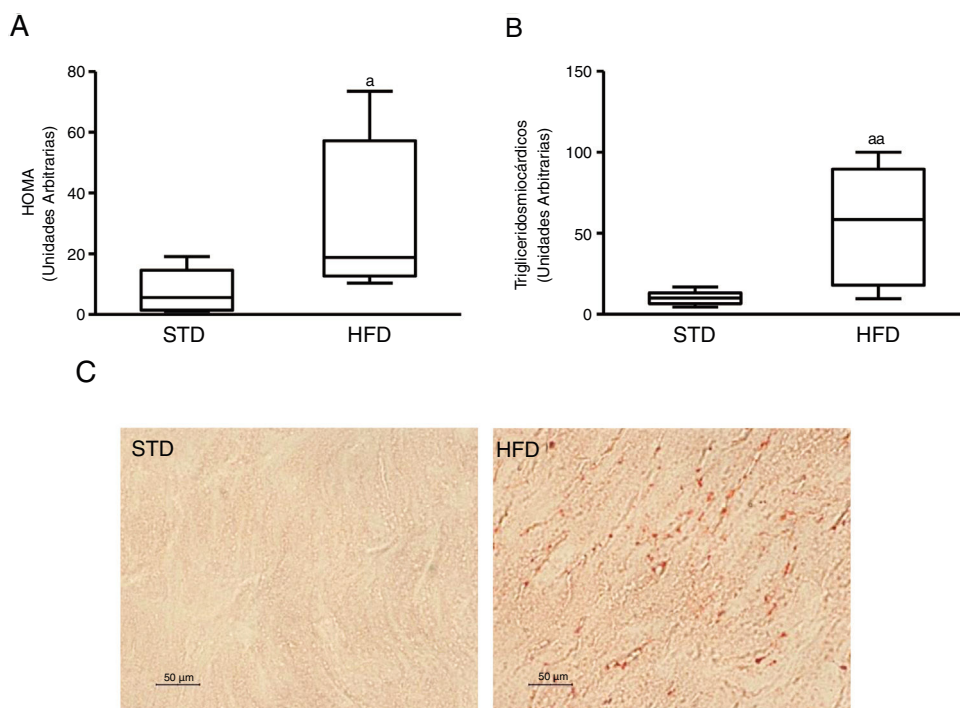 A
HOMA
(Unidades Arbitrarias)
80
60
40
20
0
a
STD
HFD
B
Trigliceridosmiocárdicos
(Unidades Arbitrarias)
150
100
50
0
aa
STD
HFD
C
STD
50 µm
HFD
50 µm